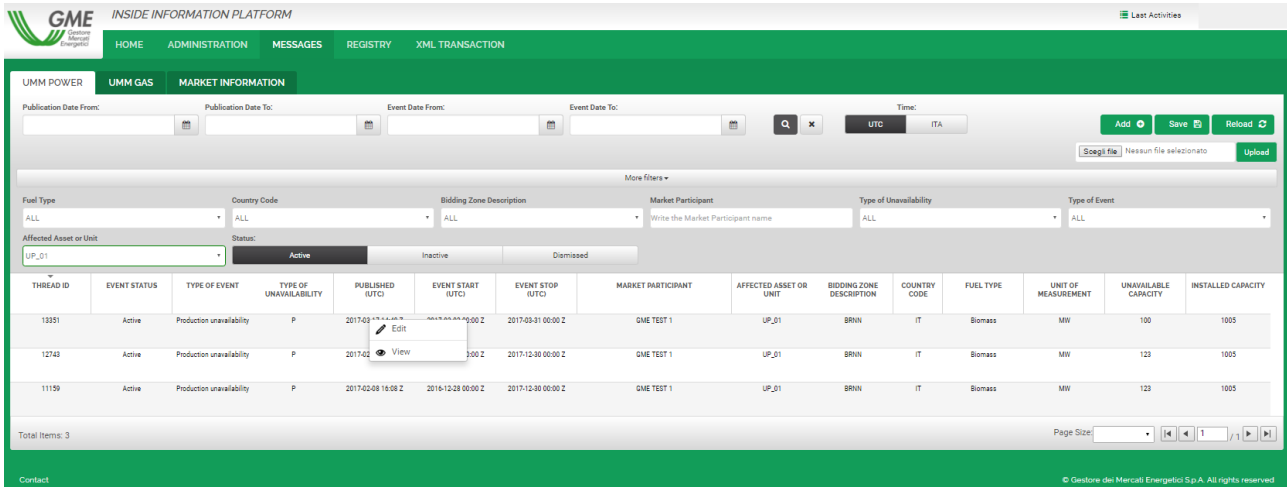 GME
Gestore
Mercati
Energetici
INSIDE INFORMATION PLATFORM
Last Activities
HOME ADMINISTRATION MESSAGES REGISTRY XML TRANSACTION
UMM POWER UMM GAS MARKET INFORMATION
Publication Date From: Publication Date To: Event Date From: Event Date To: Time:
UTC ITA Add Save Reload
Scegli file Nessun file selezionato Upload
More filters
Fuel Type Country Code Bidding Zone Description Market Participant Type of Unavailability Type of Event
ALL ALL ALL Write the Market Participant name ALL ALL
Affected Asset or Unit Status:
UP_01 Active Inactive Dismissed
THREAD ID EVENT STATUS TYPE OF EVENT TYPE OF UNAVAILABILITY PUBLISHED (UTC) EVENT START (UTC) EVENT STOP (UTC) MARKET PARTICIPANT AFFECTED ASSET OR UNIT BIDDING ZONE DESCRIPTION COUNTRY CODE FUEL TYPE UNIT OF MEASUREMENT UNAVAILABLE CAPACITY INSTALLED CAPACITY
13351 Active Production unavailability P 2017-03-31 00:00 Z GME TEST 1 UP_01 BRNN IT Biomass MW 100 1005
Edit
12743 Active Production unavailability P 2017-12-30 00:00 Z GME TEST 1 UP_01 BRNN IT Biomass MW 123 1005
View
11159 Active Production unavailability P 2017-02-08 16:08 Z 2016-12-28 00:00 Z 2017-12-30 00:00 Z GME TEST 1 UP_01 BRNN IT Biomass MW 123 1005
Total Items: 3 Page Size: 1 / 1
Contact © Gestore dei Mercati Energetici S.p.A. All rights reserved